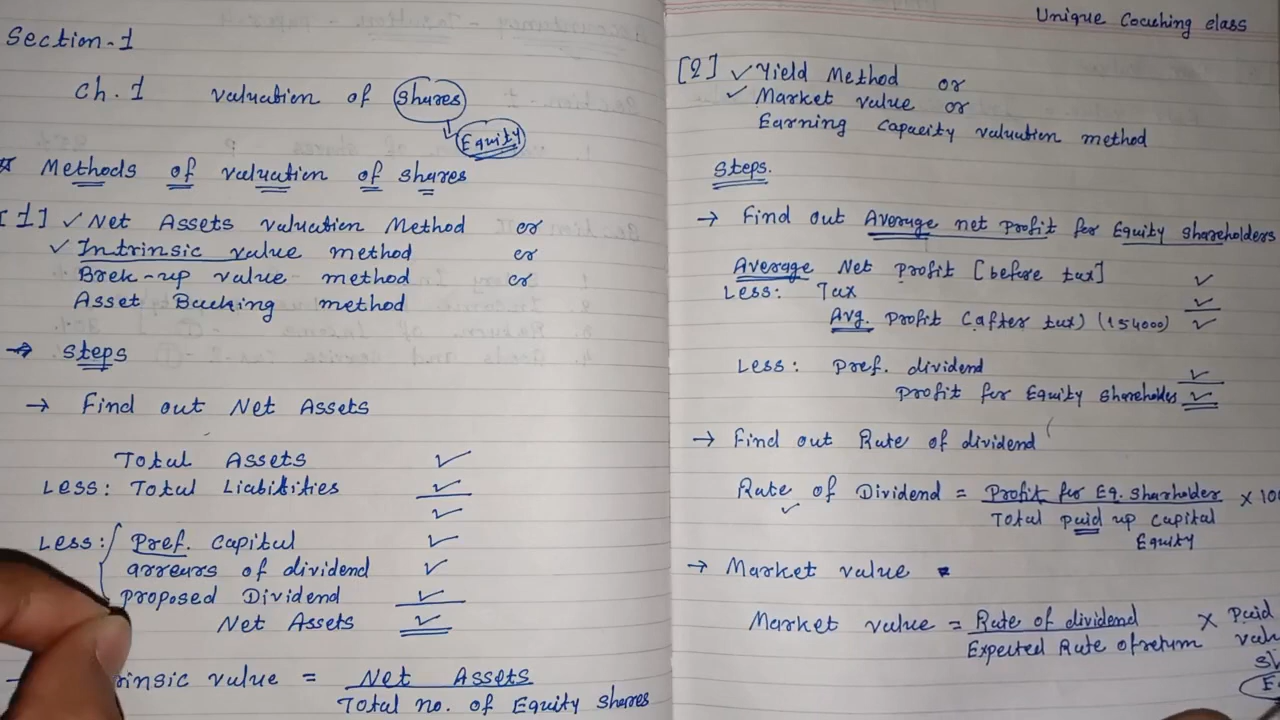 Section-1
Ch.1 valuation of Shares
Equity
Methods of valuation of shares
[1] ✓ Net Assets valuation Method or
✓ Intrinsic value method or
Brek-up value method or
Asset Backing method
→ Steps
→ Find out Net Assets
Total Assets ✓
Less: Total Liabilities ✓
✓
Less: Pref. capital ✓
arrears of dividend ✓
proposed Dividend ✓
Net Assets ✓
rinsic value = Net Assets
Total no. of Equity shares
Unique Coaching class
[2] ✓ Yield Method or
✓ Market value or
Earning capacity valuation method
Steps.
→ Find out Average net profit for Equity shareholders
Average Net profit [before tax] ✓
Less: Tax ✓
Avg. profit (after tax) (154000) ✓
Less: Pref. dividend ✓
profit for Equity shareholdes ✓
→ Find out Rate of dividend
Rate of Dividend = Profit for Eq. sharholder × 100
Total paid up capital
Equity
→ Market value =
Market value = Rate of dividend × paid
Expected Rate of return